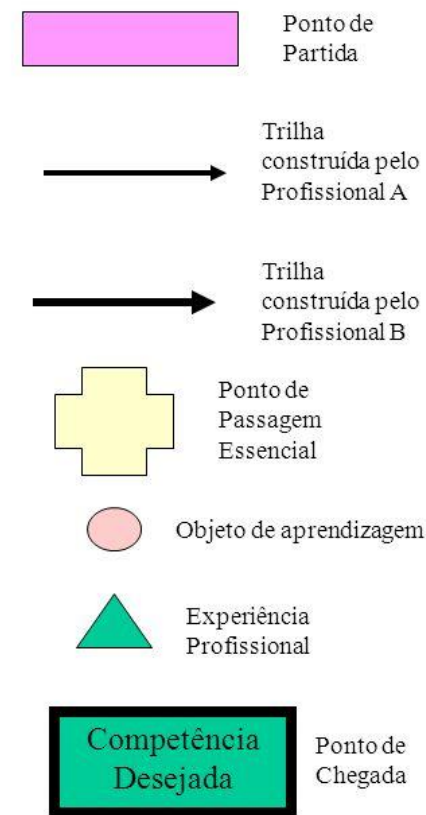 Ponto de
Partida
Trilha
construída pelo
Profissional A
Trilha
construída pelo
Profissional B
Ponto de
Passagem
Essencial
Objeto de aprendizagem
Experiência
Profissional
Competência
Desejada
Ponto de
Chegada